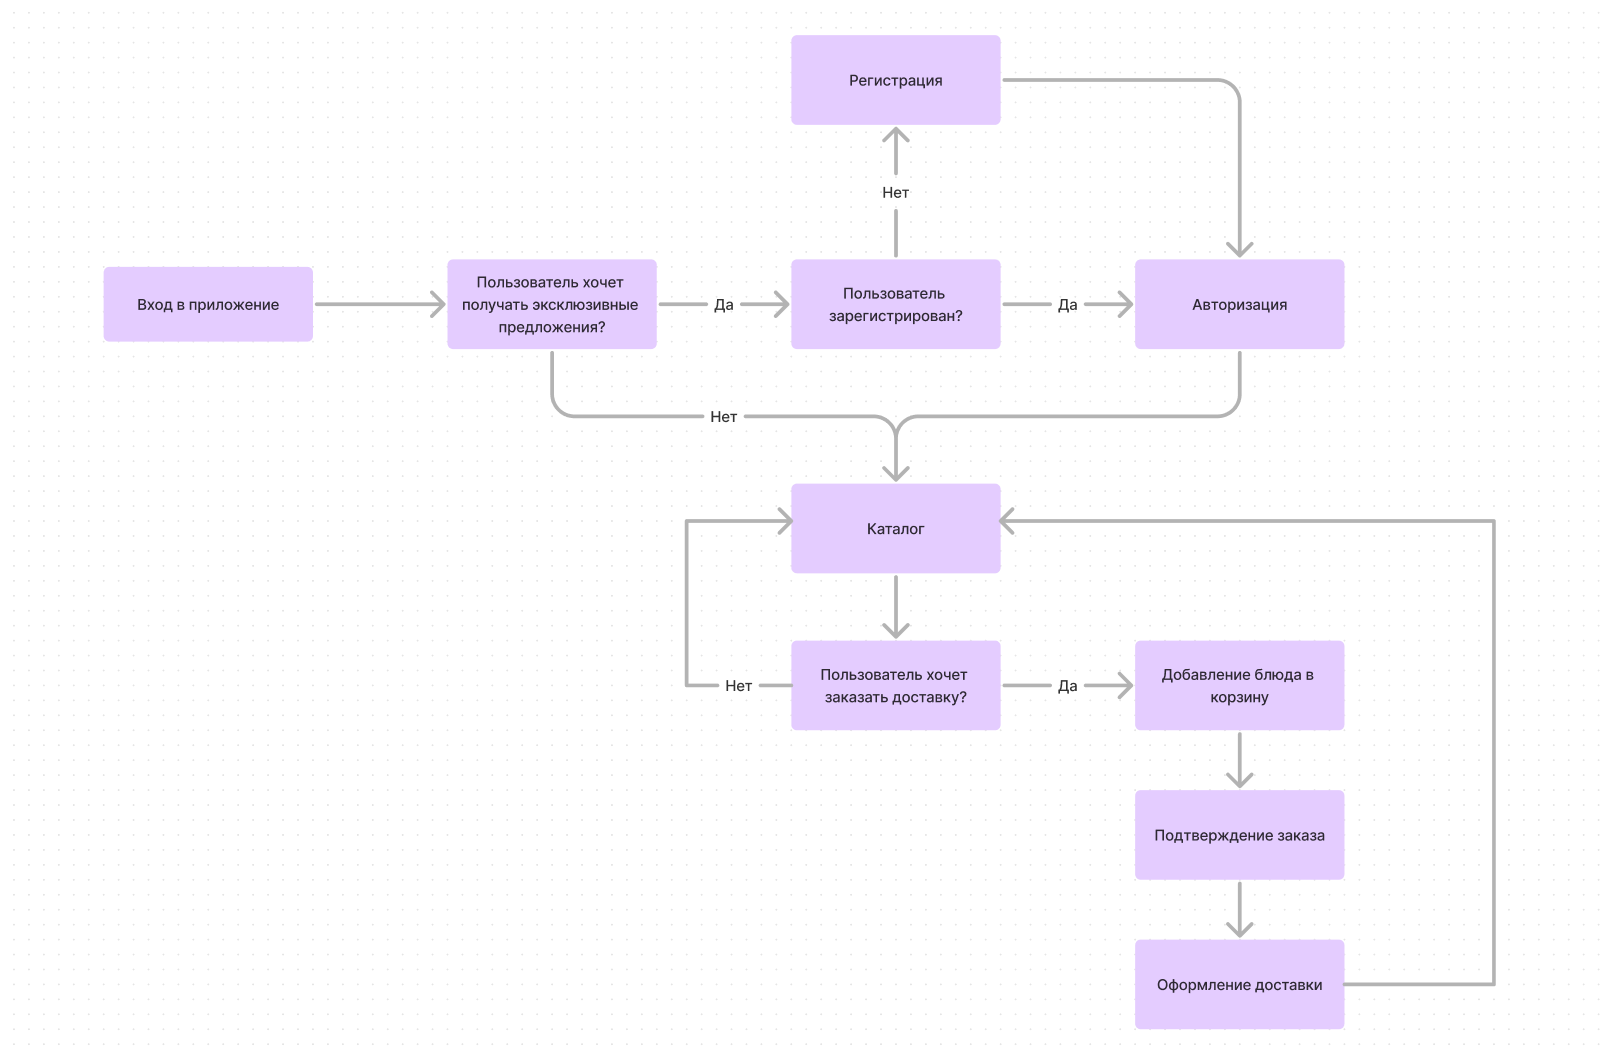 Регистрация
Нет
Вход в приложение
Пользователь хочет
получать эксклюзивные
предложения?
Да
Пользователь
зарегистрирован?
Да
Авторизация
Нет
Каталог
Нет
Пользователь хочет
заказать доставку?
Да
Добавление блюда в
корзину
Подтверждение заказа
Оформление доставки